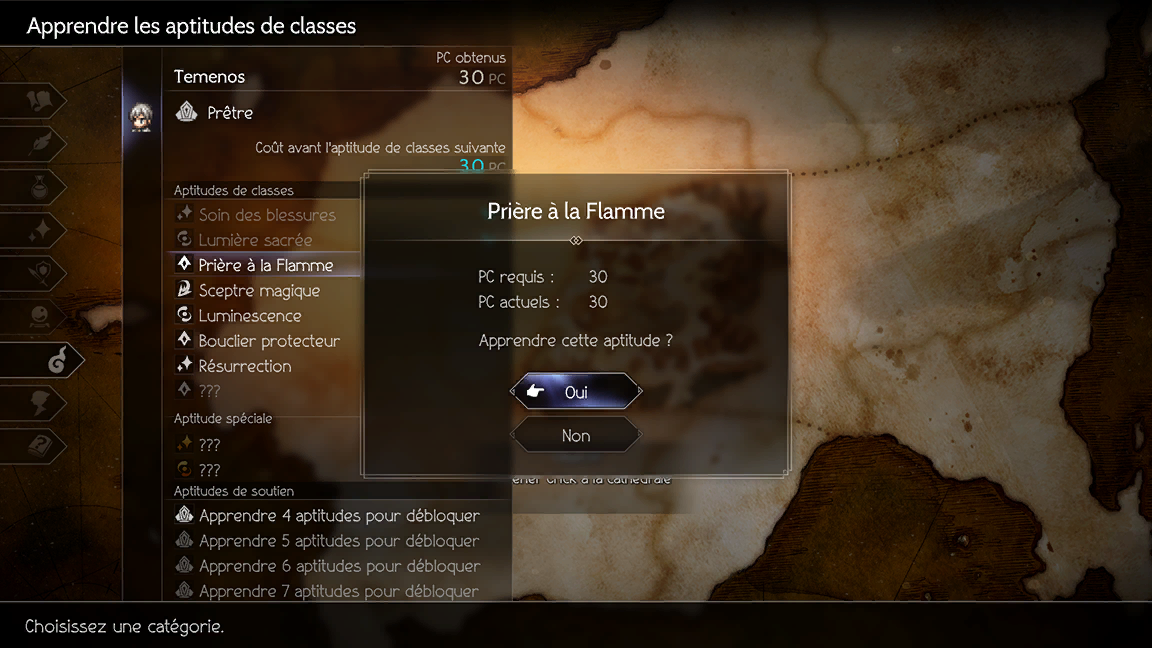 Apprendre les aptitudes de classes
PC obtenus
Temenos
30 PC
Prêtre
Coût avant l'aptitude de classes suivante
30 PC
Aptitudes de classes
Soin des blessures
Lumière sacrée
Prière à la Flamme
Sceptre magique
Luminescence
Bouclier protecteur
Résurrection
???
Aptitude spéciale
???
???
Aptitudes de soutien
Apprendre 4 aptitudes pour débloquer
Apprendre 5 aptitudes pour débloquer
Apprendre 6 aptitudes pour débloquer
Apprendre 7 aptitudes pour débloquer
Prière à la Flamme
PC requis : 30
PC actuels : 30
Apprendre cette aptitude ?
Oui
Non
à la cathédrale
Choisissez une catégorie.